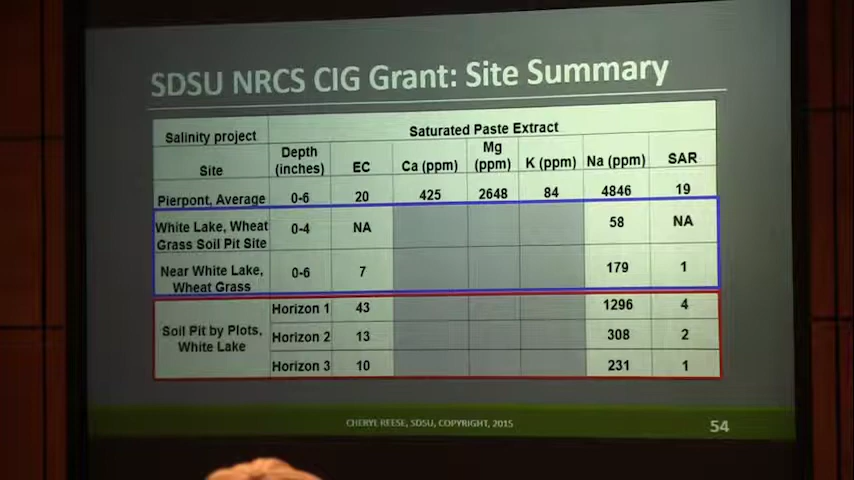 SDSU NRCS CIG Grant: Site Summary
Salinity project Saturated Paste Extract
Site Depth (inches) EC Ca (ppm) Mg (ppm) K (ppm) Na (ppm) SAR
Pierpont, Average 0-6 20 425 2648 84 4846 19
White Lake, Wheat Grass Soil Pit Site 0-4 NA 58 NA
Near White Lake, Wheat Grass 0-6 7 179 1
Soil Pit by Plots, White Lake Horizon 1 43 1296 4
Horizon 2 13 308 2
Horizon 3 10 231 1
CHERYL REESE, SDSU, COPYRIGHT, 2015
54